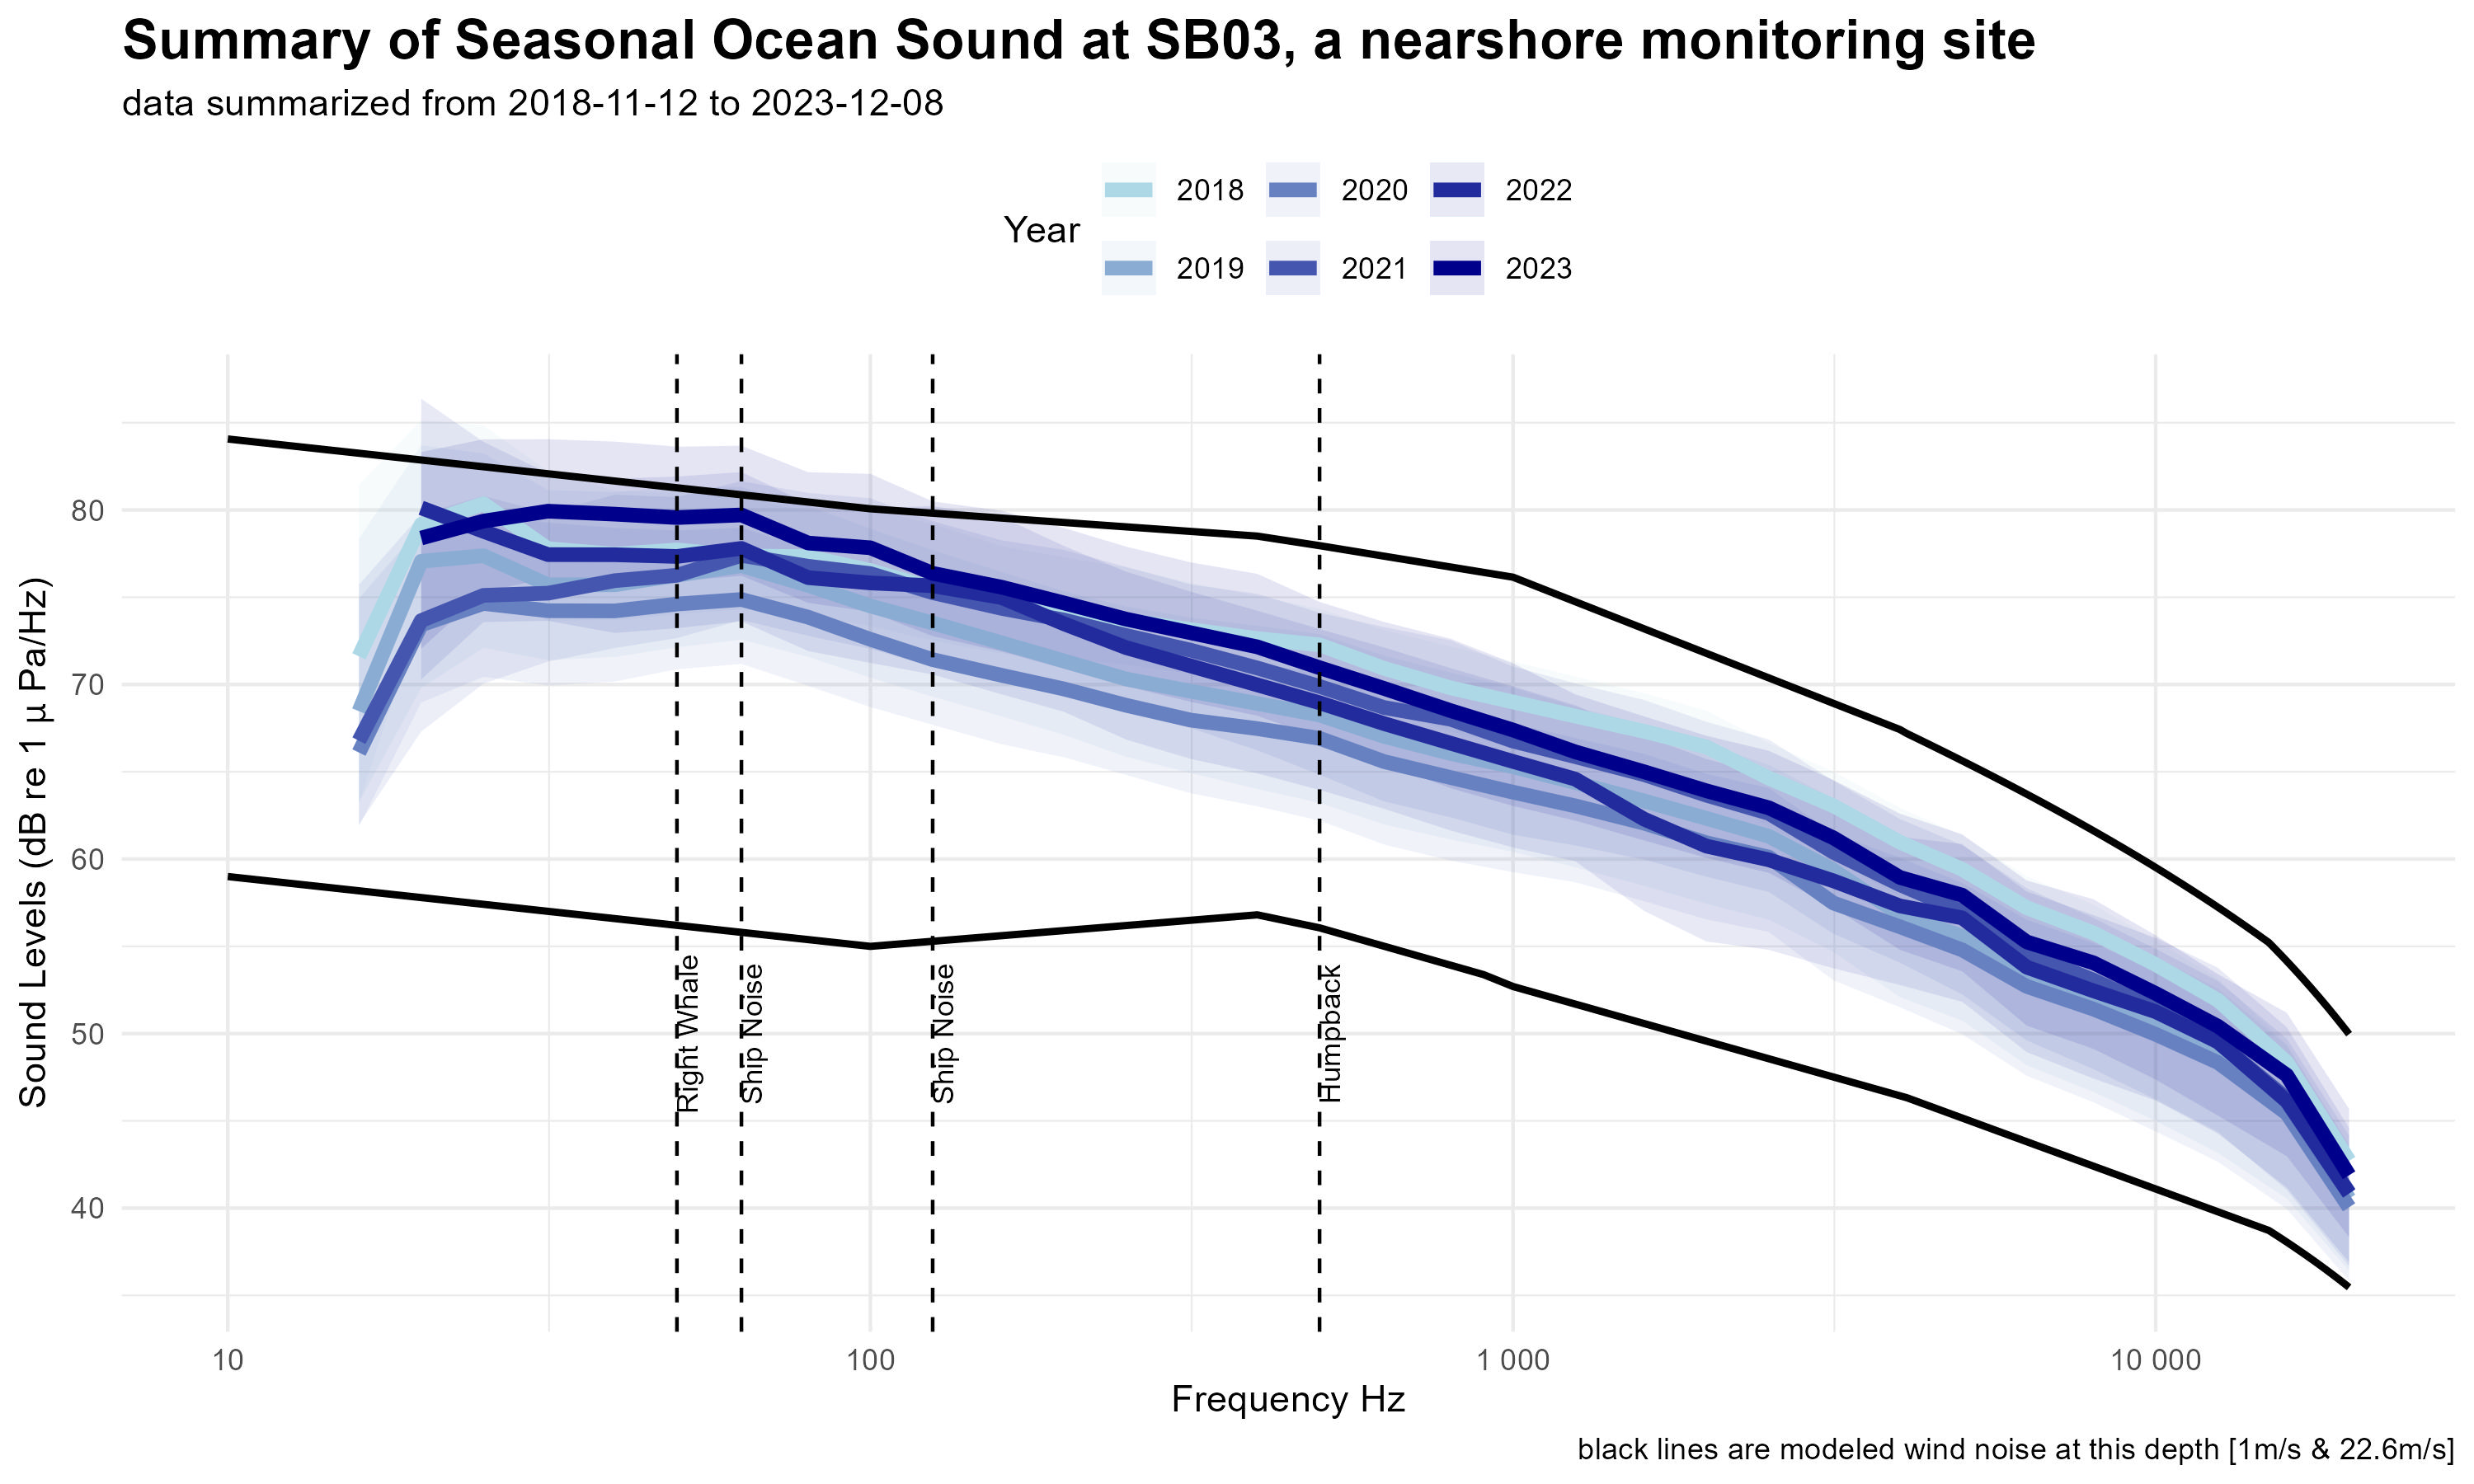 Summary of Seasonal Ocean Sound at SB03, a nearshore monitoring site
data summarized from 2018-11-12 to 2023-12-08
Year
2018 2020 2022
2019 2021 2023
Sound Levels (dB re 1 µ Pa/Hz)
80
70
60
50
40
Right Whale
Ship Noise
Ship Noise
Humpback
10 100 1 000 10 000
Frequency Hz
black lines are modeled wind noise at this depth [1m/s & 22.6m/s]